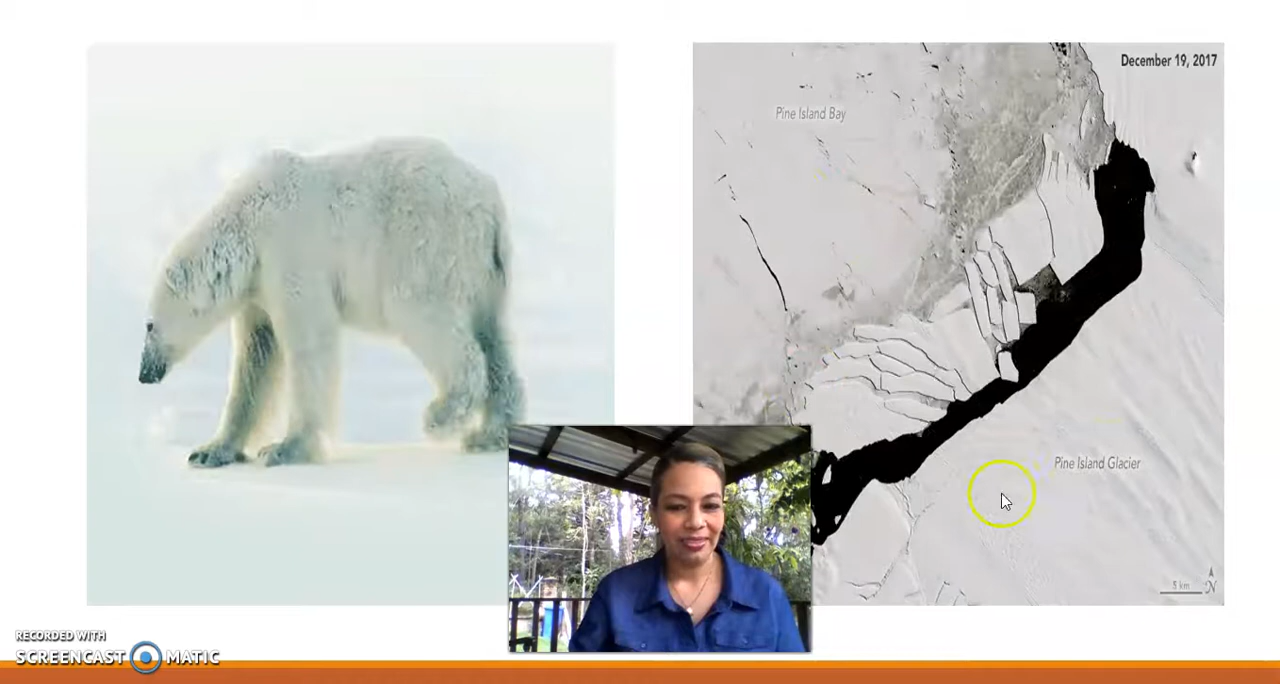 December 19, 2017
Pine Island Bay
Pine Island Glacier
5 km
N
RECORDED WITH
SCREENCAST MATIC